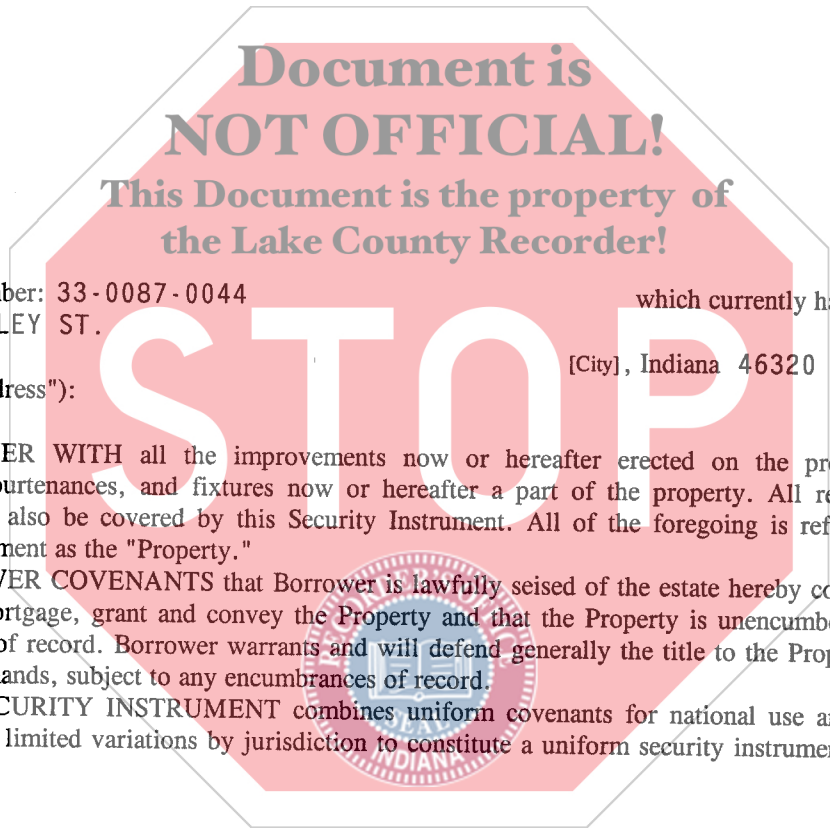 Document is
NOT OFFICIAL!
This Document is the property of
the Lake County Recorder!
ber: 33-0087-0044 which currently ha
LEY ST.
[City], Indiana 46320
dress"):
STOP
ER WITH all the improvements now or hereafter erected on the pro
purtenances, and fixtures now or hereafter a part of the property. All re
also be covered by this Security Instrument. All of the foregoing is ref
ment as the "Property."
VER COVENANTS that Borrower is lawfully seised of the estate hereby co
ortgage, grant and convey the Property and that the Property is unencumbe
of record. Borrower warrants and will defend generally the title to the Prop
ands, subject to any encumbrances of record.
CURITY INSTRUMENT combines uniform covenants for national use a
limited variations by jurisdiction to constitute a uniform security instrumen
SEAL
INDIANA